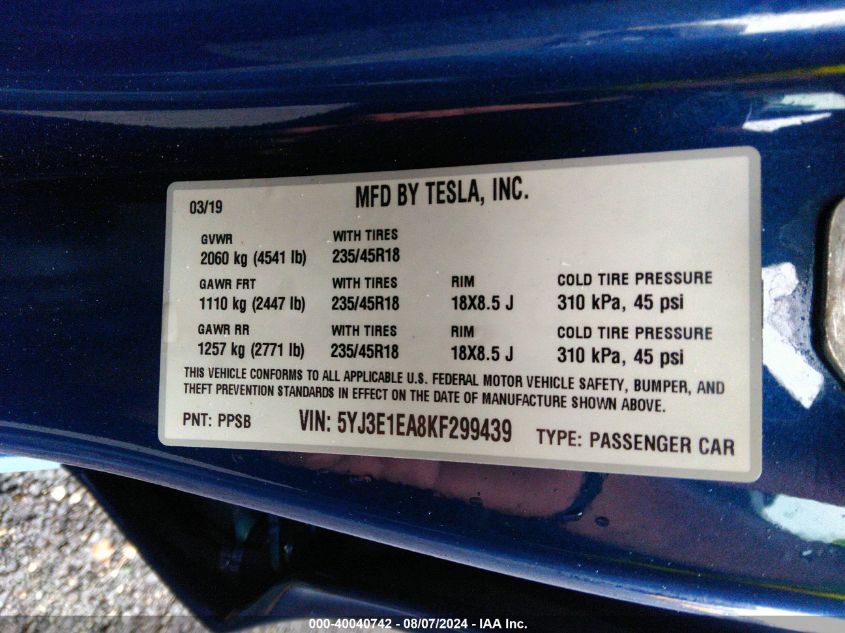 03/19 MFD BY TESLA, INC.
GVWR WITH TIRES
2060 kg (4541 lb) 235/45R18
GAWR FRT WITH TIRES RIM COLD TIRE PRESSURE
1110 kg (2447 lb) 235/45R18 18X8.5 J 310 kPa, 45 psi
GAWR RR WITH TIRES RIM COLD TIRE PRESSURE
1257 kg (2771 lb) 235/45R18 18X8.5 J 310 kPa, 45 psi
THIS VEHICLE CONFORMS TO ALL APPLICABLE U.S. FEDERAL MOTOR VEHICLE SAFETY, BUMPER, AND
THEFT PREVENTION STANDARDS IN EFFECT ON THE DATE OF MANUFACTURE SHOWN ABOVE.
PNT: PPSB VIN: 5YJ3E1EA8KF299439 TYPE: PASSENGER CAR
000-40040742 - 08/07/2024 - IAA Inc.